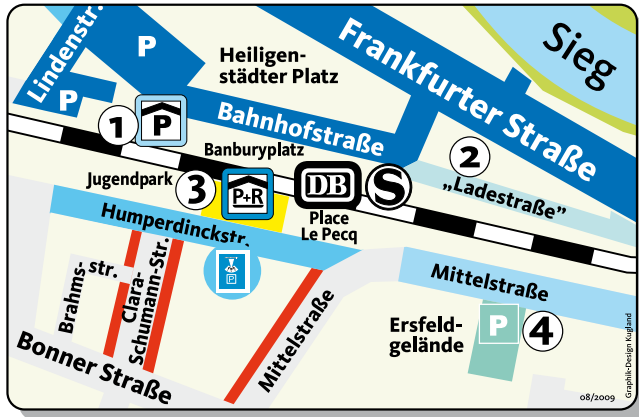 Lindenstr.
P
P
Heiligen-
städter Platz
Frankfurter Straße
Sieg
1
P
Bahnhofstraße
Banburyplatz
2
„Ladestraße”
Jugendpark
3
P+R
DB
S
Place
Le Pecq
Humperdinckstr.
P
Mittelstraße
Brahms-
str.
Clara-
Schumann-Str.
Mittelstraße
Ersfeld-
gelände
P
4
Bonner Straße
08/2009
Graphik-Design Kugland